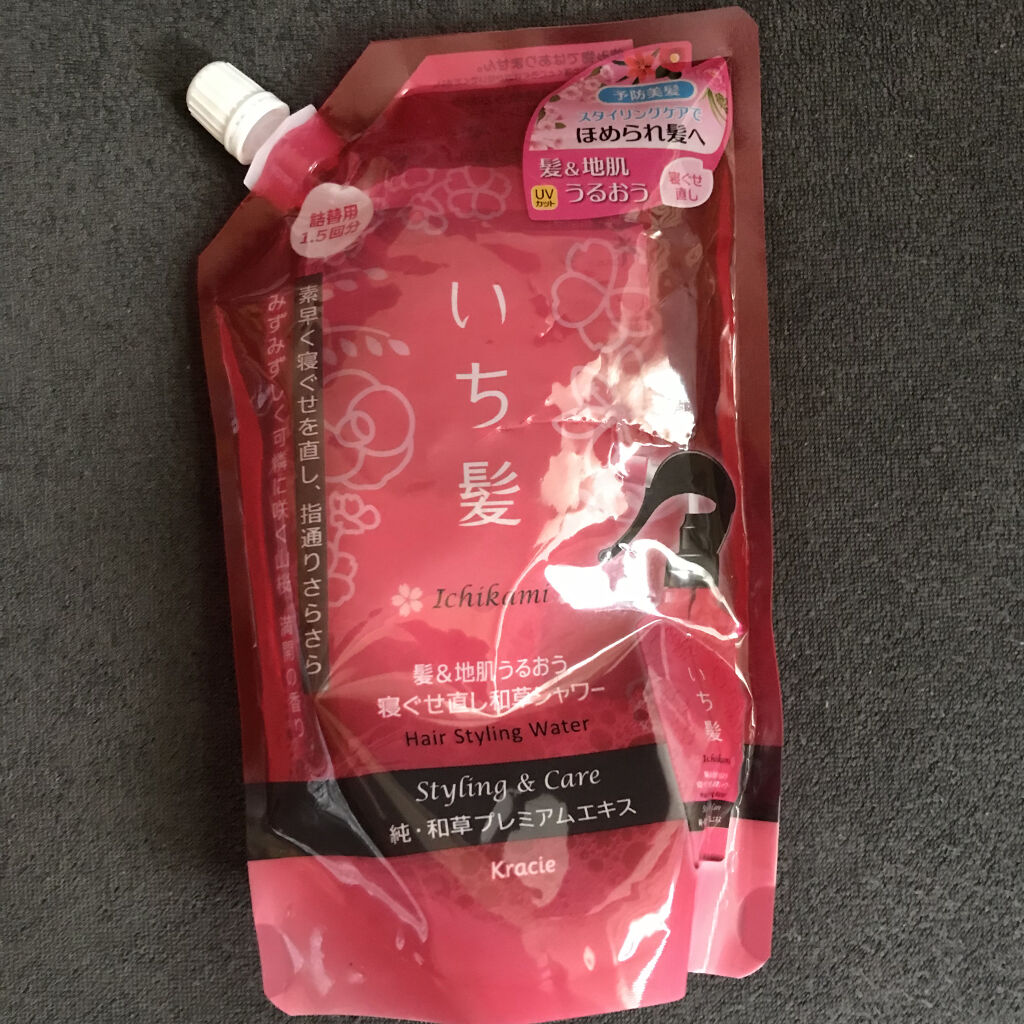 予防美髪
スタイリングケアで
ほめられ髪へ
髪&地肌
うるおう
UV
カット
寝ぐせ
直し
詰替用
1.5回分
素早く寝ぐせを直し、指通りさらさら
みずみずしく可憐に咲く山桜 満開の香り
いち髪
Ichikami
髪&地肌うるおう
寝ぐせ直し和草シャワー
Hair Styling Water
Styling & Care
純・和草プレミアムエキス
Kracie
いち髪
Ichikami